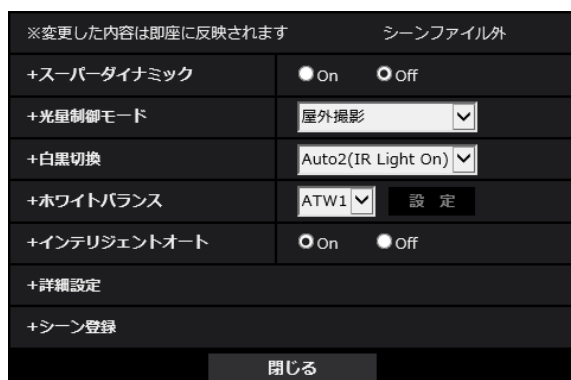 ※変更した内容は即座に反映されます シーンファイル外
+スーパーダイナミック On Off
+光量制御モード 屋外撮影
+白黒切換 Auto2(IR Light On)
+ホワイトバランス ATW1 設 定
+インテリジェントオート On Off
+詳細設定
+シーン登録
閉じる